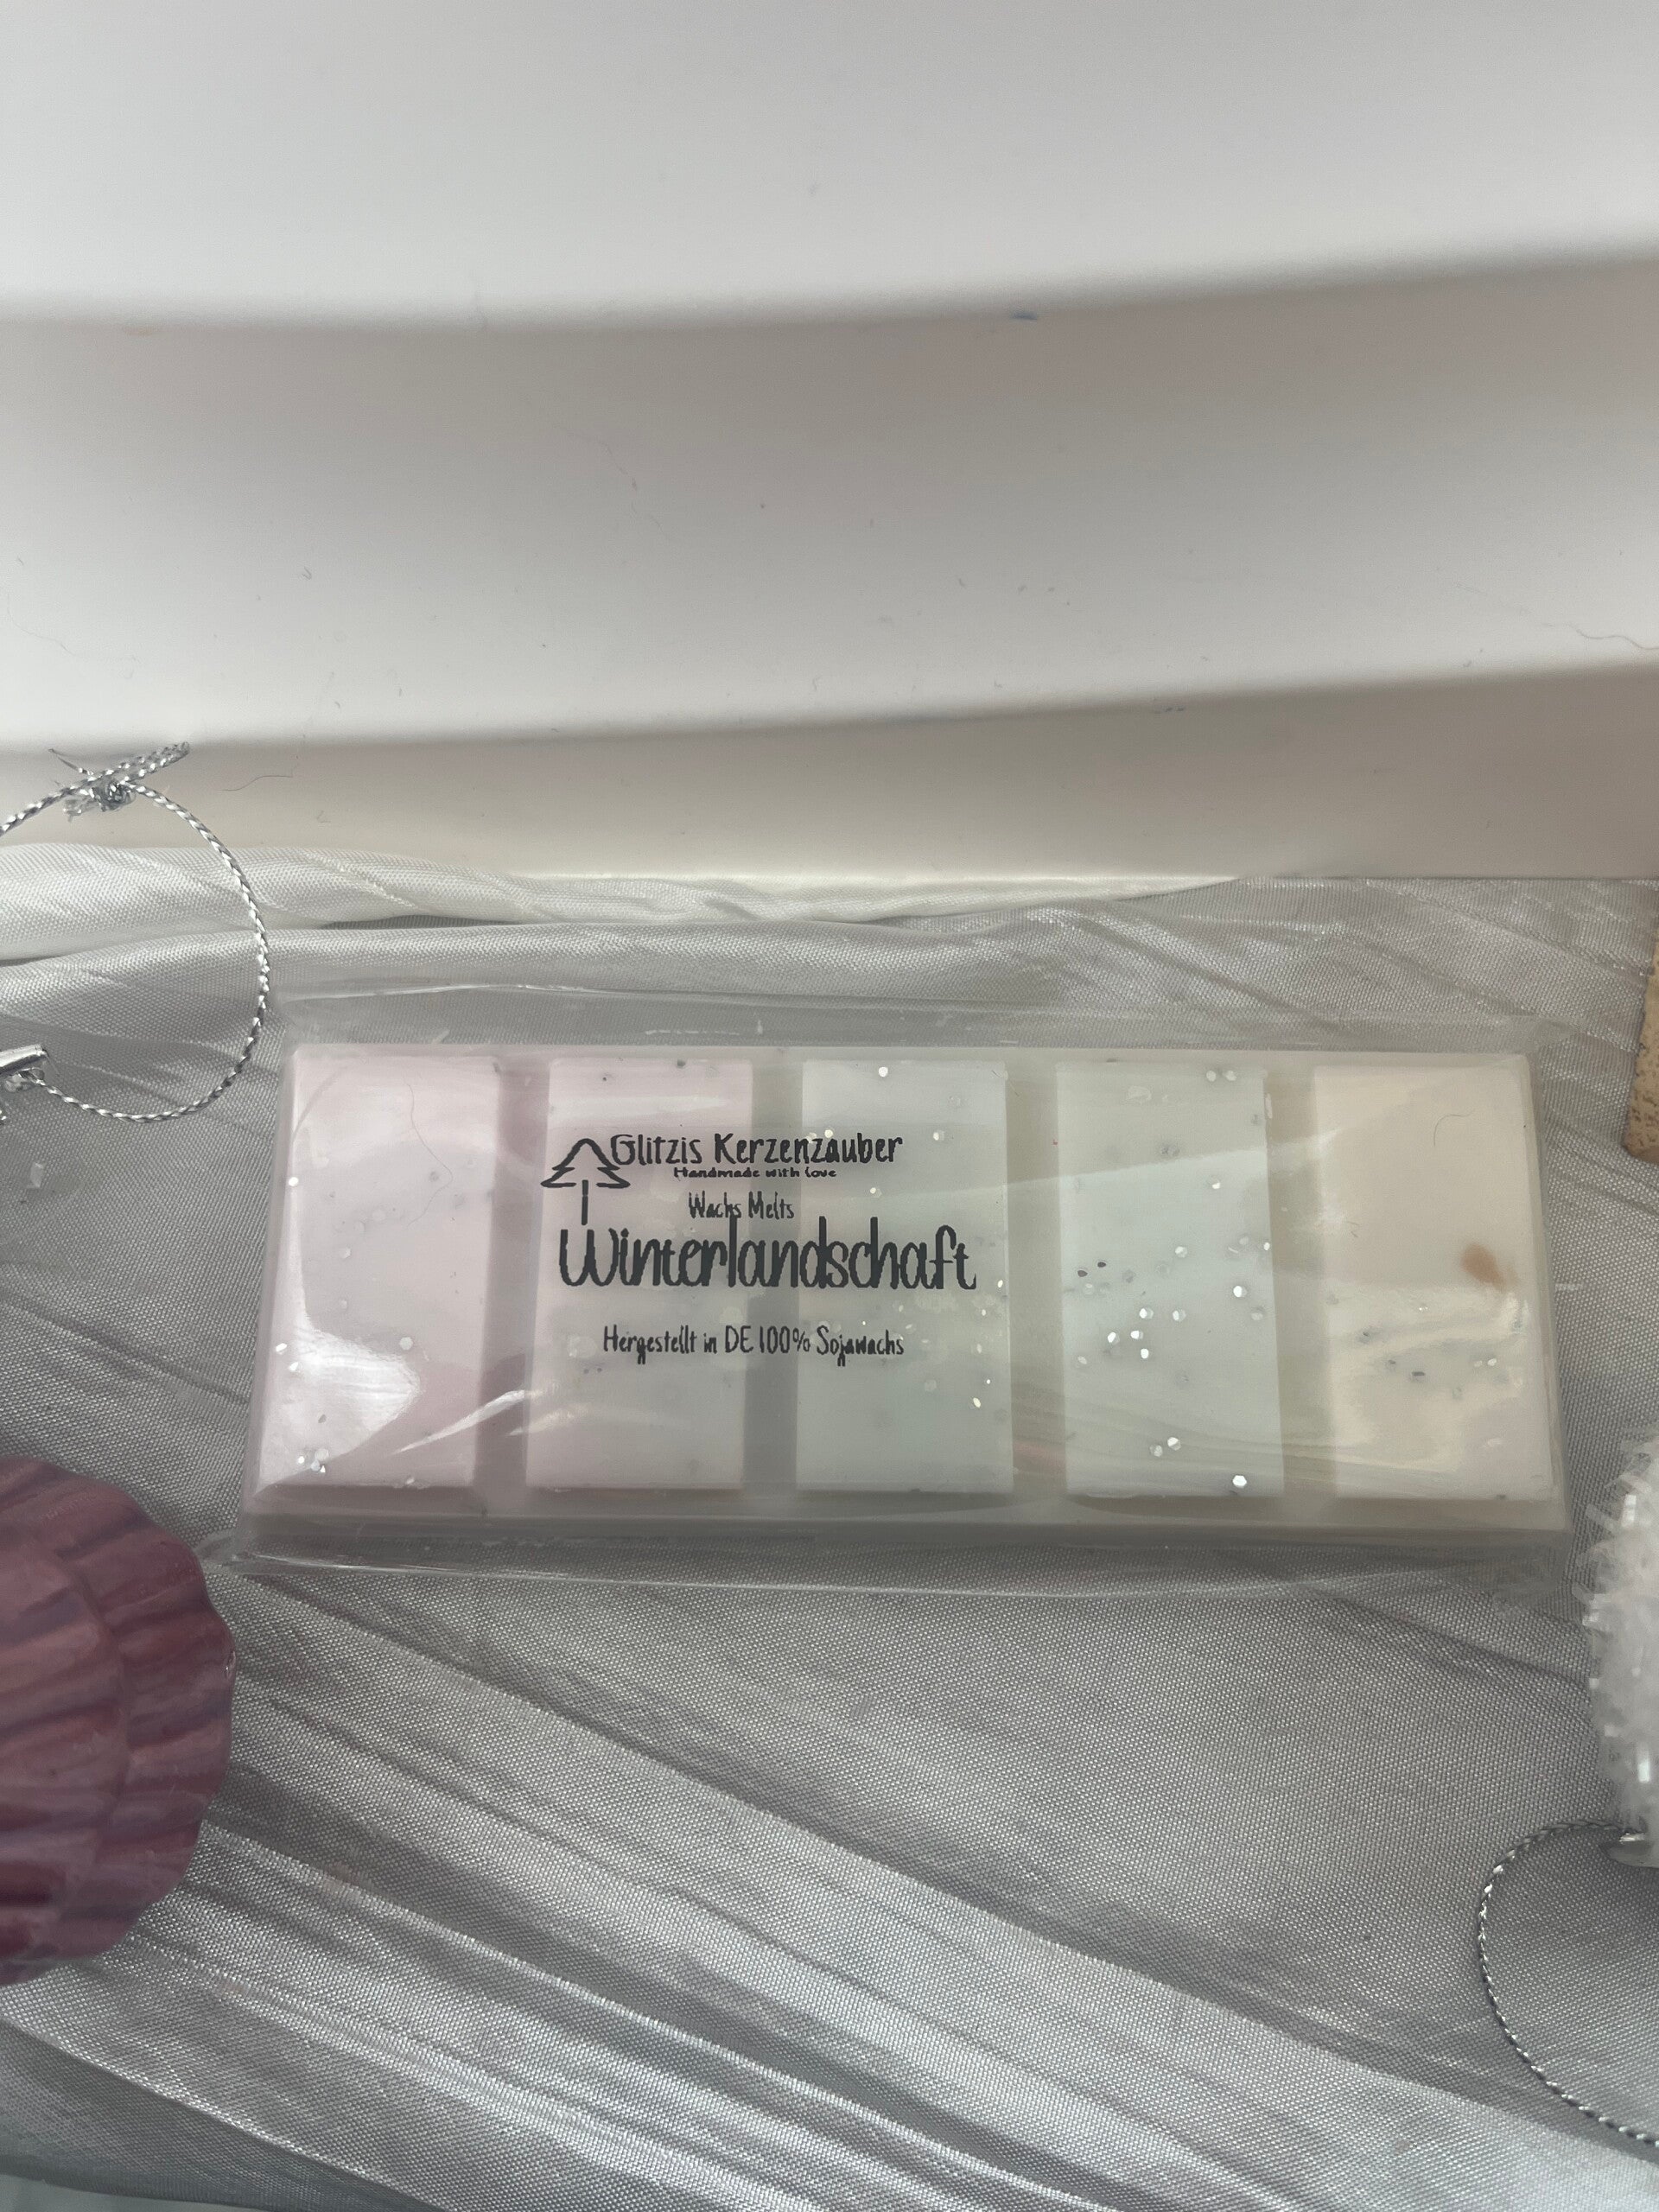 Glitzis Kerzenzauber
Handmade with Love
Wachs Melts
Winterlandschaft
Hergestellt in DE 100% Sojawachs